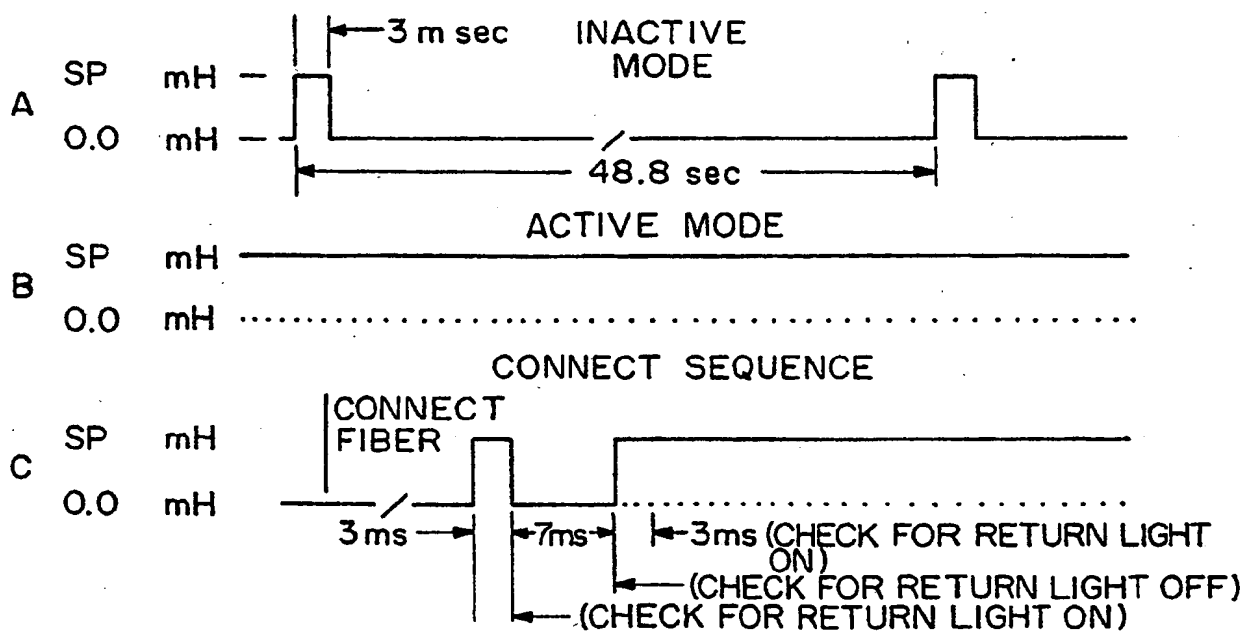 3 m sec
INACTIVE
MODE
A
SP mH
0.0 mH
48.8 sec
ACTIVE MODE
B
SP mH
0.0 mH
CONNECT SEQUENCE
CONNECT
FIBER
C
SP mH
0.0 mH
3 ms
7ms
3ms (CHECK FOR RETURN LIGHT
ON)
(CHECK FOR RETURN LIGHT OFF)
(CHECK FOR RETURN LIGHT ON)